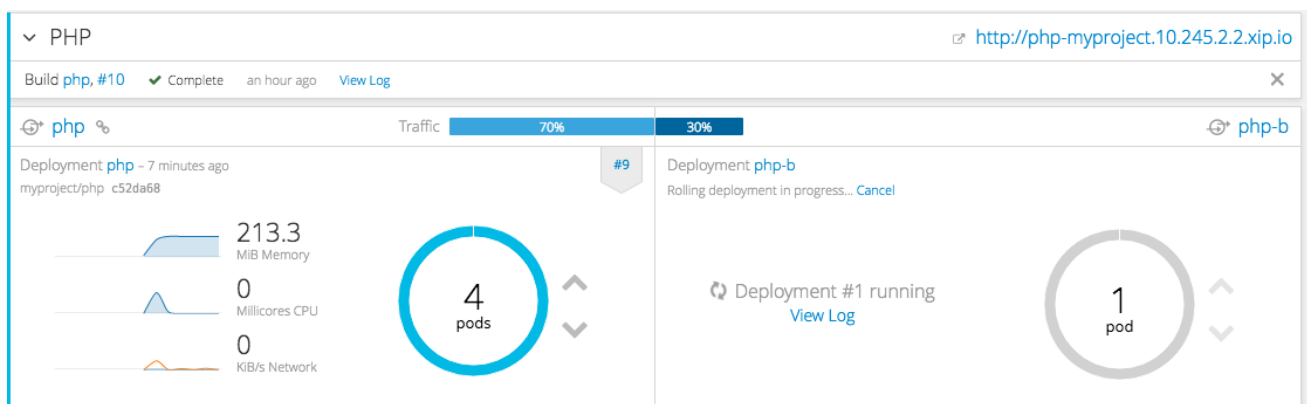 PHP http://php-myproject.10.245.2.2.xip.io
Build php, #10 Complete an hour ago View Log
php Traffic 70% 30% php-b
Deployment php – 7 minutes ago #9
myproject/php c52da68
213.3
MiB Memory
0
Millicores CPU
0
KiB/s Network
4
pods
Deployment php-b
Rolling deployment in progress... Cancel
Deployment #1 running
View Log
1
pod